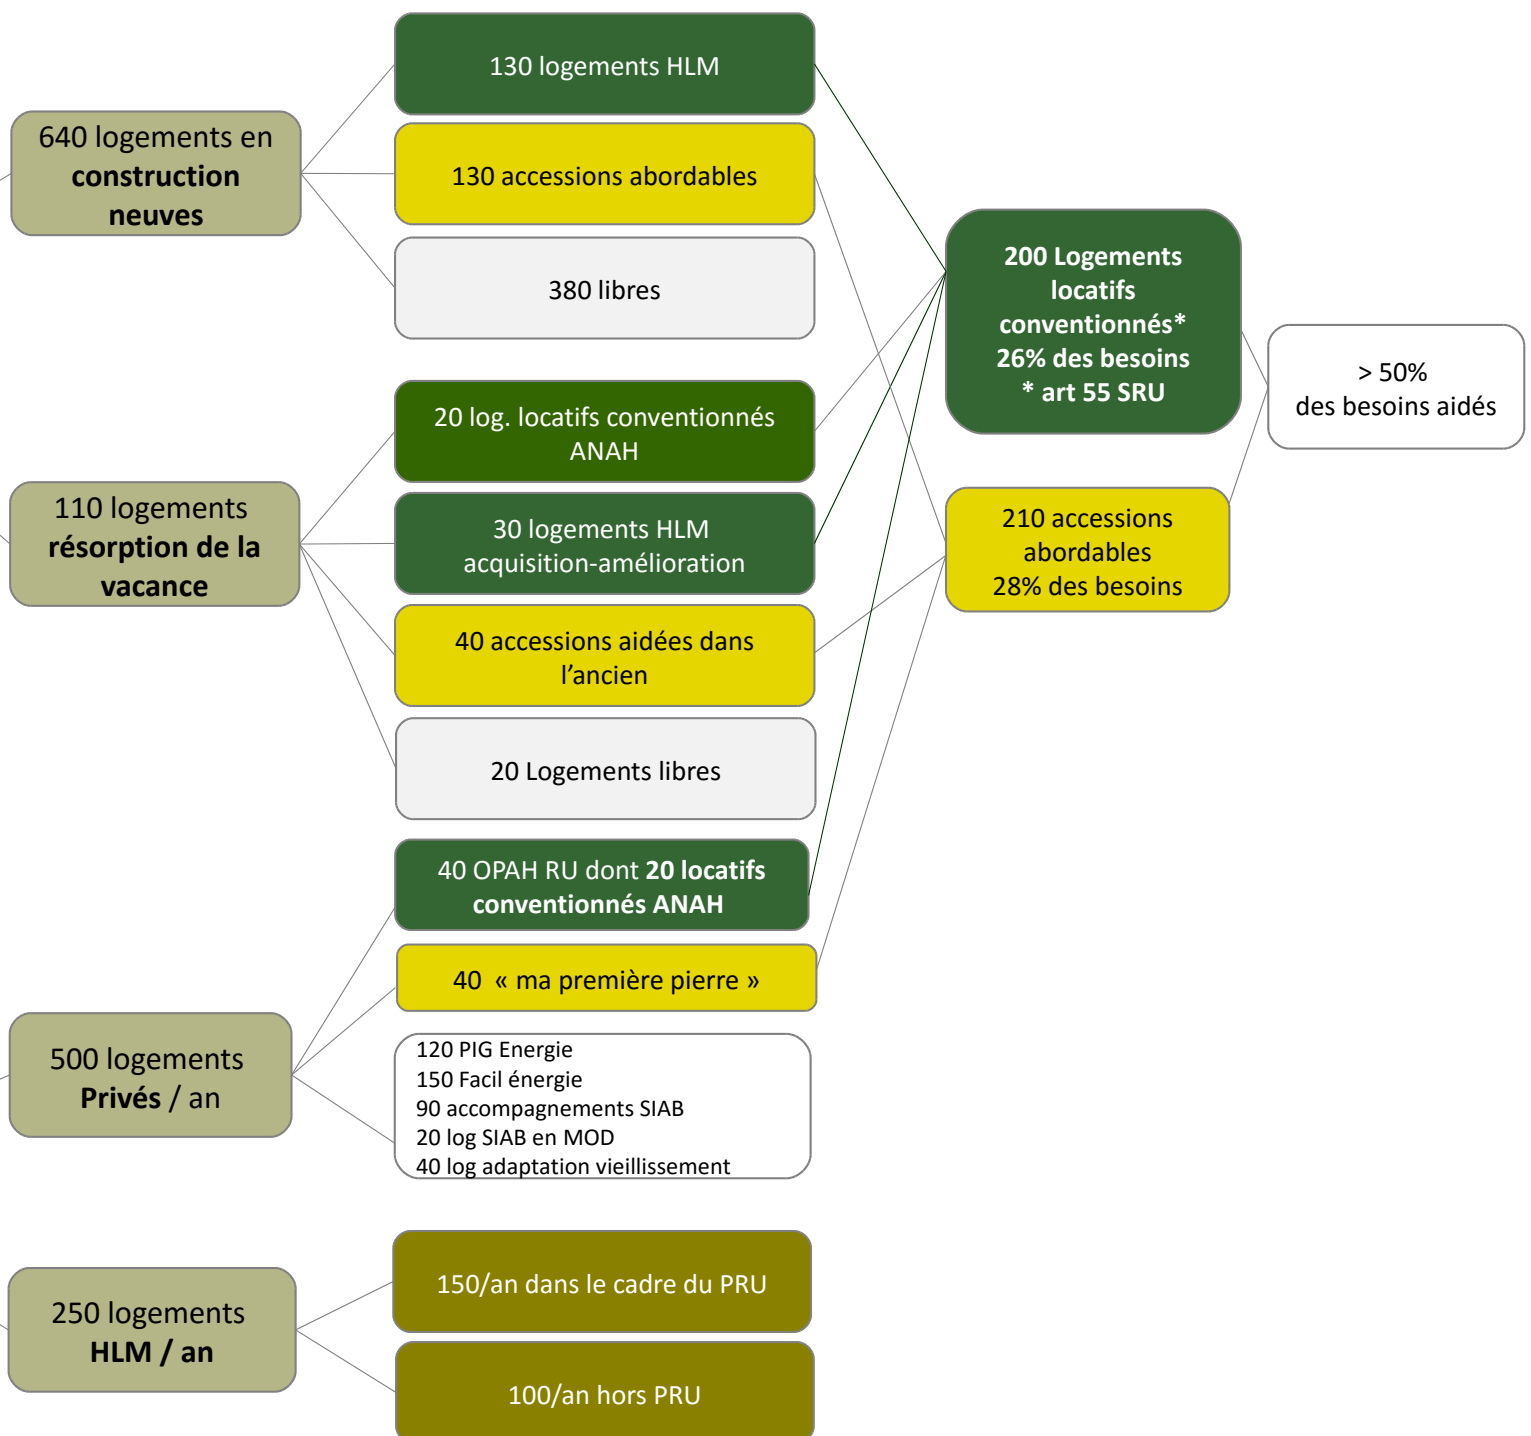 640 logements en
construction
neuves
130 logements HLM
130 accessions abordables
380 libres
110 logements
résorption de la
vacance
20 log. locatifs conventionnés
ANAH
30 logements HLM
acquisition-amélioration
40 accessions aidées dans
l’ancien
20 Logements libres
500 logements
Privés / an
40 OPAH RU dont 20 locatifs
conventionnés ANAH
40  « ma première pierre »
120 PIG Energie
150 Facil énergie
90 accompagnements SIAB
20 log SIAB en MOD
40 log adaptation vieillissement
250 logements
HLM / an
150/an dans le cadre du PRU
100/an hors PRU
200 Logements
locatifs
conventionnés*
26% des besoins
* art 55 SRU
210 accessions
abordables
28% des besoins
> 50%
des besoins aidés